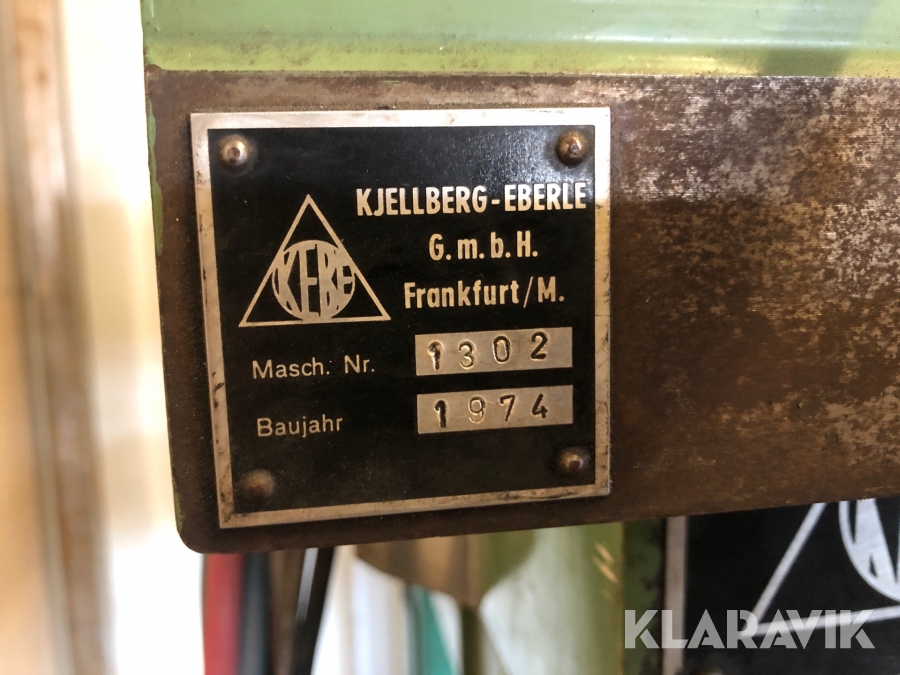 KJELLBERG-EBERLE
G.m.b.H.
Frankfurt/M.
KEBE
Masch. Nr. 1302
Baujahr 1974
KLARAVIK